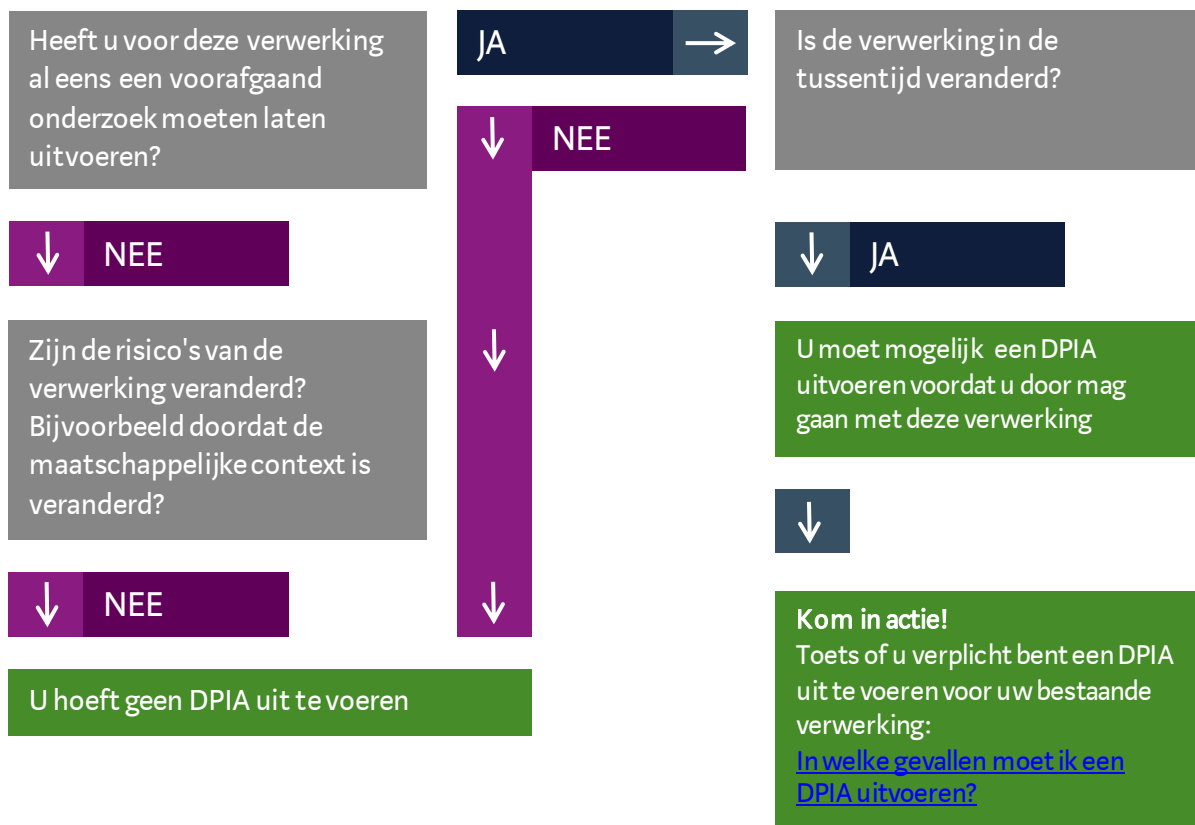 Heeft u voor deze verwerking
al eens een voorafgaand
onderzoek moeten laten
uitvoeren?
JA
Is de verwerking in de
tussentijd veranderd?
NEE
NEE
JA
Zijn de risico's van de
verwerking veranderd?
Bijvoorbeeld doordat de
maatschappelijke context is
veranderd?
U moet mogelijk een DPIA
uitvoeren voordat u door mag
gaan met deze verwerking
NEE
U hoeft geen DPIA uit te voeren
Kom in actie!
Toets of u verplicht bent een DPIA
uit te voeren voor uw bestaande
verwerking:
In welke gevallen moet ik een
DPIA uitvoeren?